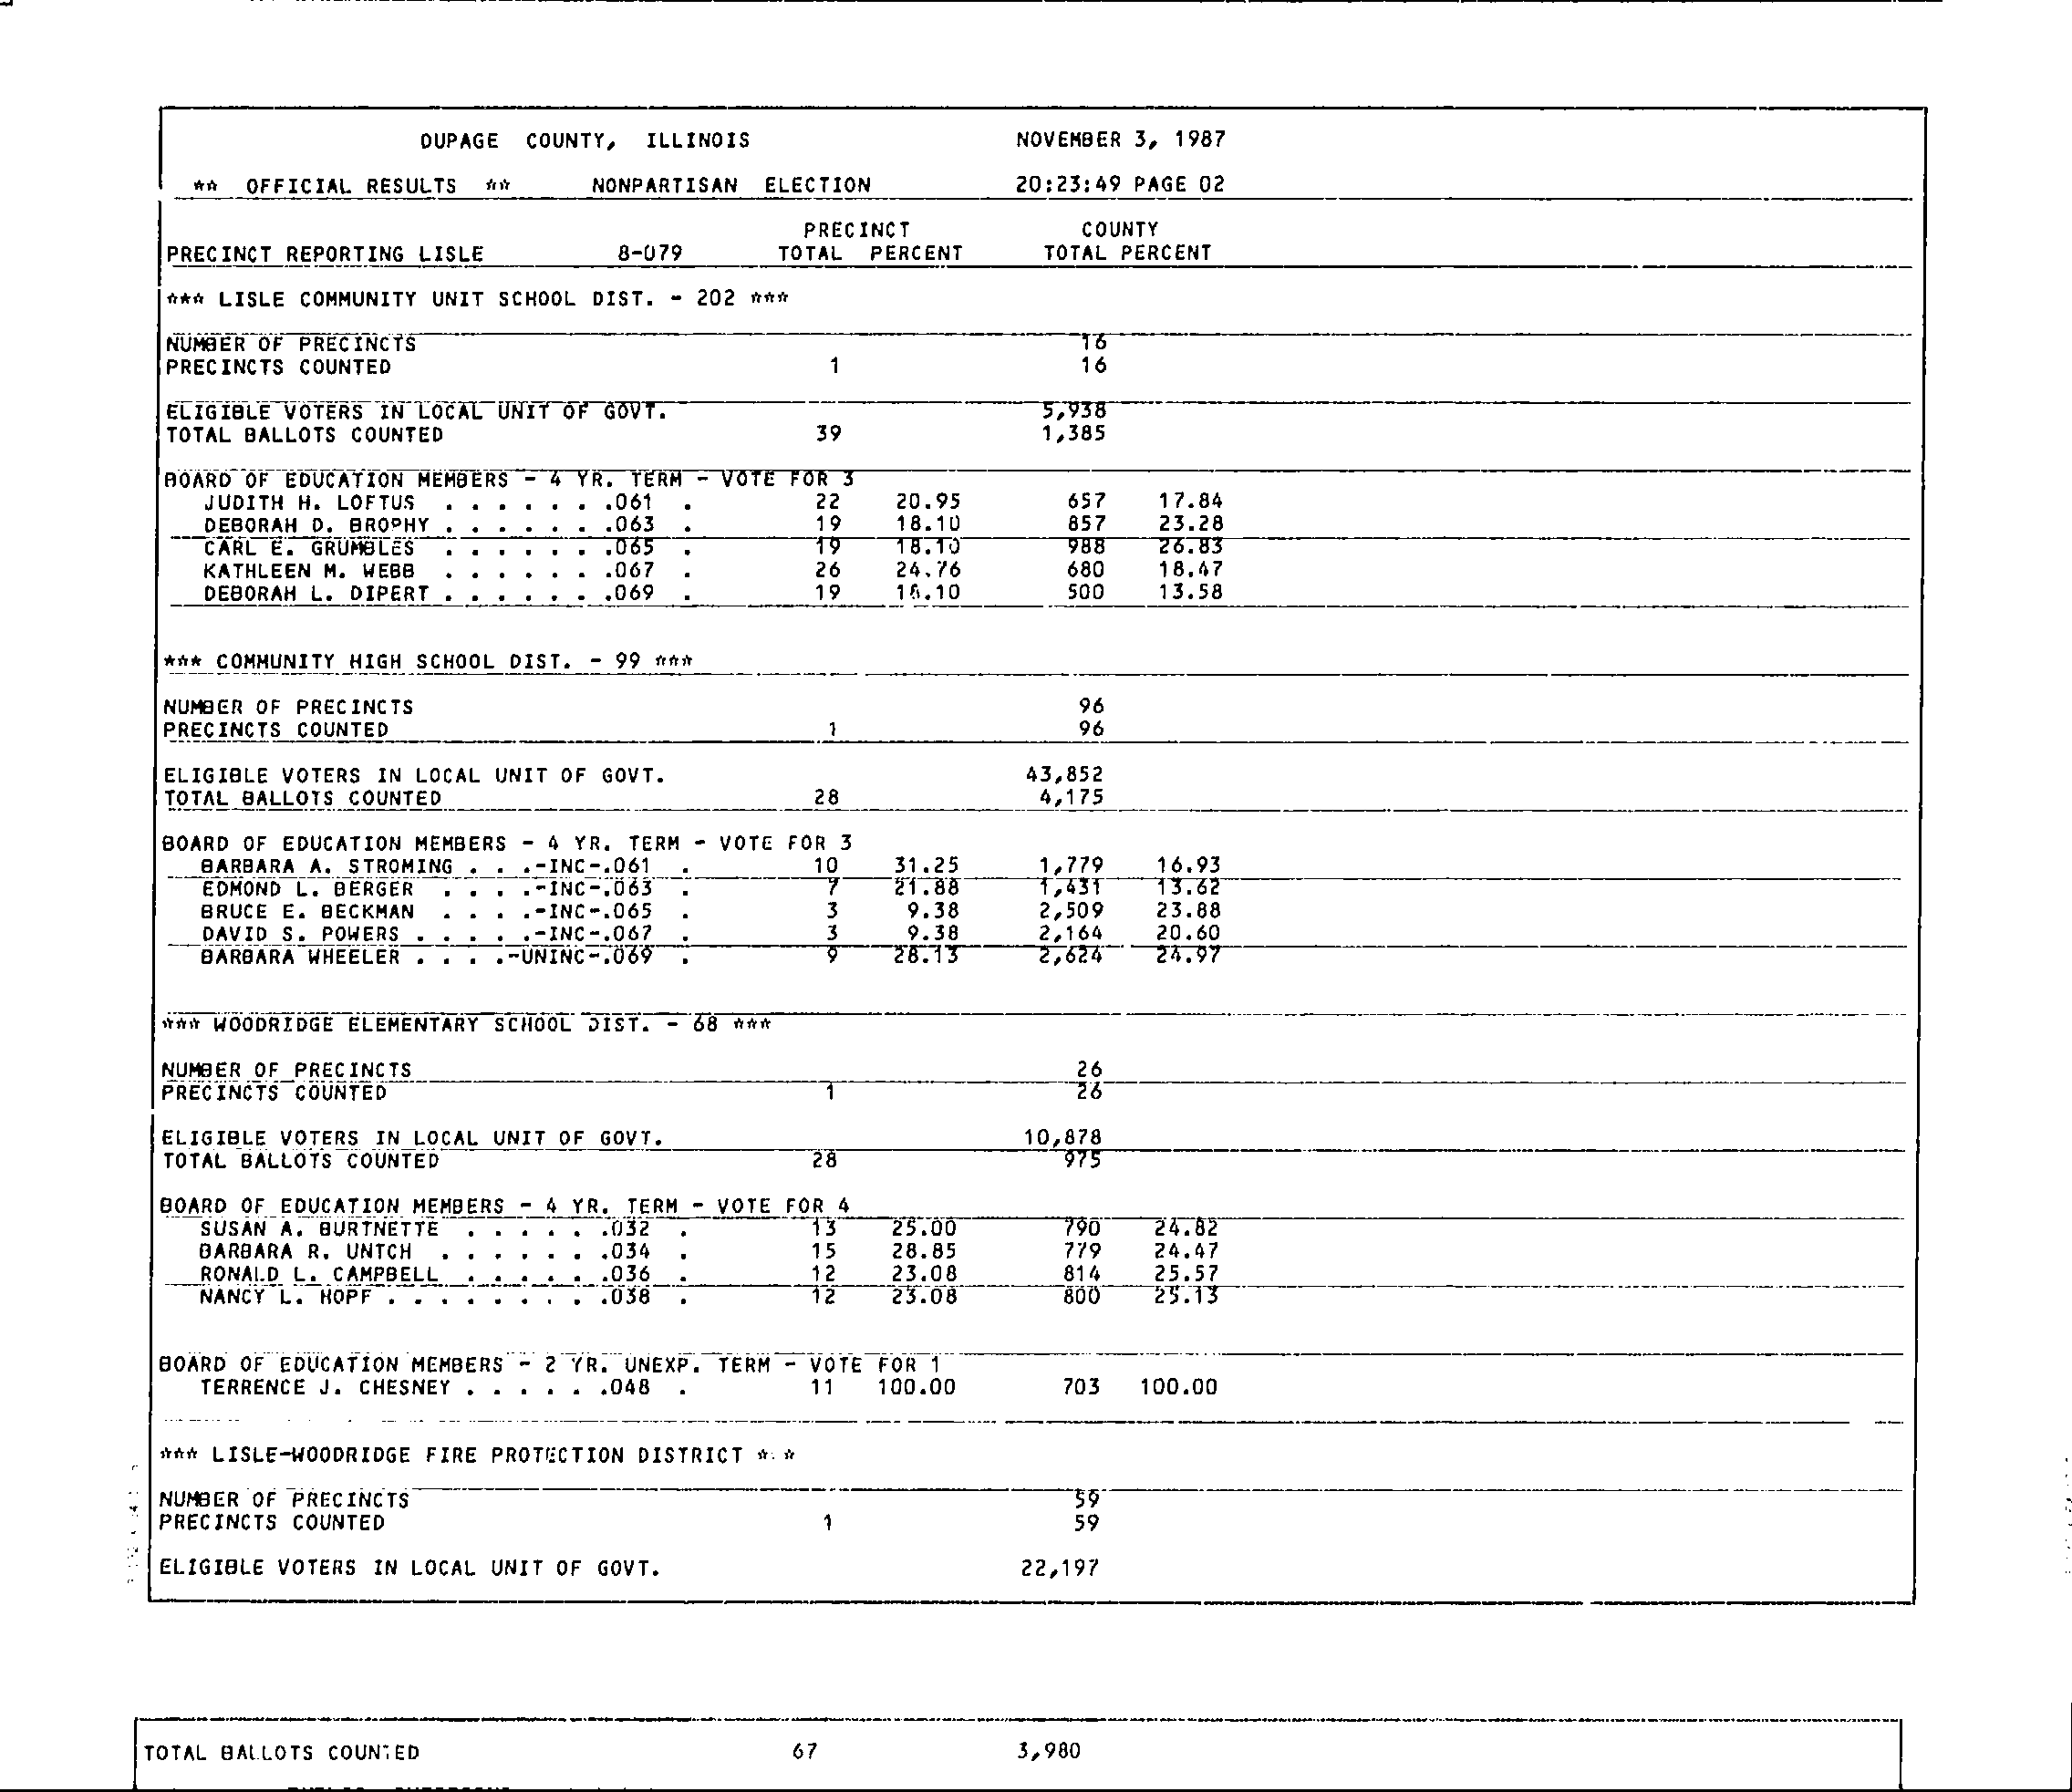 DUPAGE COUNTY, ILLINOIS NOVEMBER 3, 1987
** OFFICIAL RESULTS ** NONPARTISAN ELECTION 20:23:49 PAGE 02
PRECINCT COUNTY
PRECINCT REPORTING LISLE 8-079 TOTAL PERCENT TOTAL PERCENT
*** LISLE COMMUNITY UNIT SCHOOL DIST. - 202 ***
NUMBER OF PRECINCTS 16
PRECINCTS COUNTED 1 16
ELIGIBLE VOTERS IN LOCAL UNIT OF GOVT. 5,938
TOTAL BALLOTS COUNTED 39 1,385
BOARD OF EDUCATION MEMBERS - 4 YR. TERM - VOTE FOR 3
JUDITH H. LOFTUS . . . . . . .061 . 22 20.95 657 17.84
DEBORAH D. BROPHY . . . . . . .063 . 19 18.10 857 23.28
CARL E. GRUMBLES . . . . . . .065 . 19 18.10 988 26.83
KATHLEEN M. WEBB . . . . . . .067 . 26 24.76 680 18.47
DEBORAH L. DIPERT . . . . . . .069 . 19 18.10 500 13.58
*** COMMUNITY HIGH SCHOOL DIST. - 99 ***
NUMBER OF PRECINCTS 96
PRECINCTS COUNTED 1 96
ELIGIBLE VOTERS IN LOCAL UNIT OF GOVT. 43,852
TOTAL BALLOTS COUNTED 28 4,175
BOARD OF EDUCATION MEMBERS - 4 YR. TERM - VOTE FOR 3
BARBARA A. STROMING . . .-INC-.061 . 10 31.25 1,779 16.93
EDMOND L. BERGER . . . .-INC-.063 . 7 21.88 1,431 13.62
BRUCE E. BECKMAN . . . .-INC-.065 . 3 9.38 2,509 23.88
DAVID S. POWERS . . . . .-INC-.067 . 3 9.38 2,164 20.60
BARBARA WHEELER . . . .-UNINC-.069 . 9 28.13 2,624 24.97
*** WOODRIDGE ELEMENTARY SCHOOL DIST. - 68 ***
NUMBER OF PRECINCTS 26
PRECINCTS COUNTED 1 26
ELIGIBLE VOTERS IN LOCAL UNIT OF GOVT. 10,878
TOTAL BALLOTS COUNTED 28 975
BOARD OF EDUCATION MEMBERS - 4 YR. TERM - VOTE FOR 4
SUSAN A. BURTNETTE . . . . . .032 . 13 25.00 790 24.82
BARBARA R. UNTCH . . . . . . .034 . 15 28.85 779 24.47
RONALD L. CAMPBELL . . . . . .036 . 12 23.08 814 25.57
NANCY L. HOPF . . . . . . . . .038 . 12 23.08 800 25.13
BOARD OF EDUCATION MEMBERS - 2 YR. UNEXP. TERM - VOTE FOR 1
TERRENCE J. CHESNEY . . . . . .048 . 11 100.00 703 100.00
*** LISLE-WOODRIDGE FIRE PROTECTION DISTRICT * *
NUMBER OF PRECINCTS 59
PRECINCTS COUNTED 1 59
ELIGIBLE VOTERS IN LOCAL UNIT OF GOVT. 22,197
TOTAL BALLOTS COUNTED 67 3,980